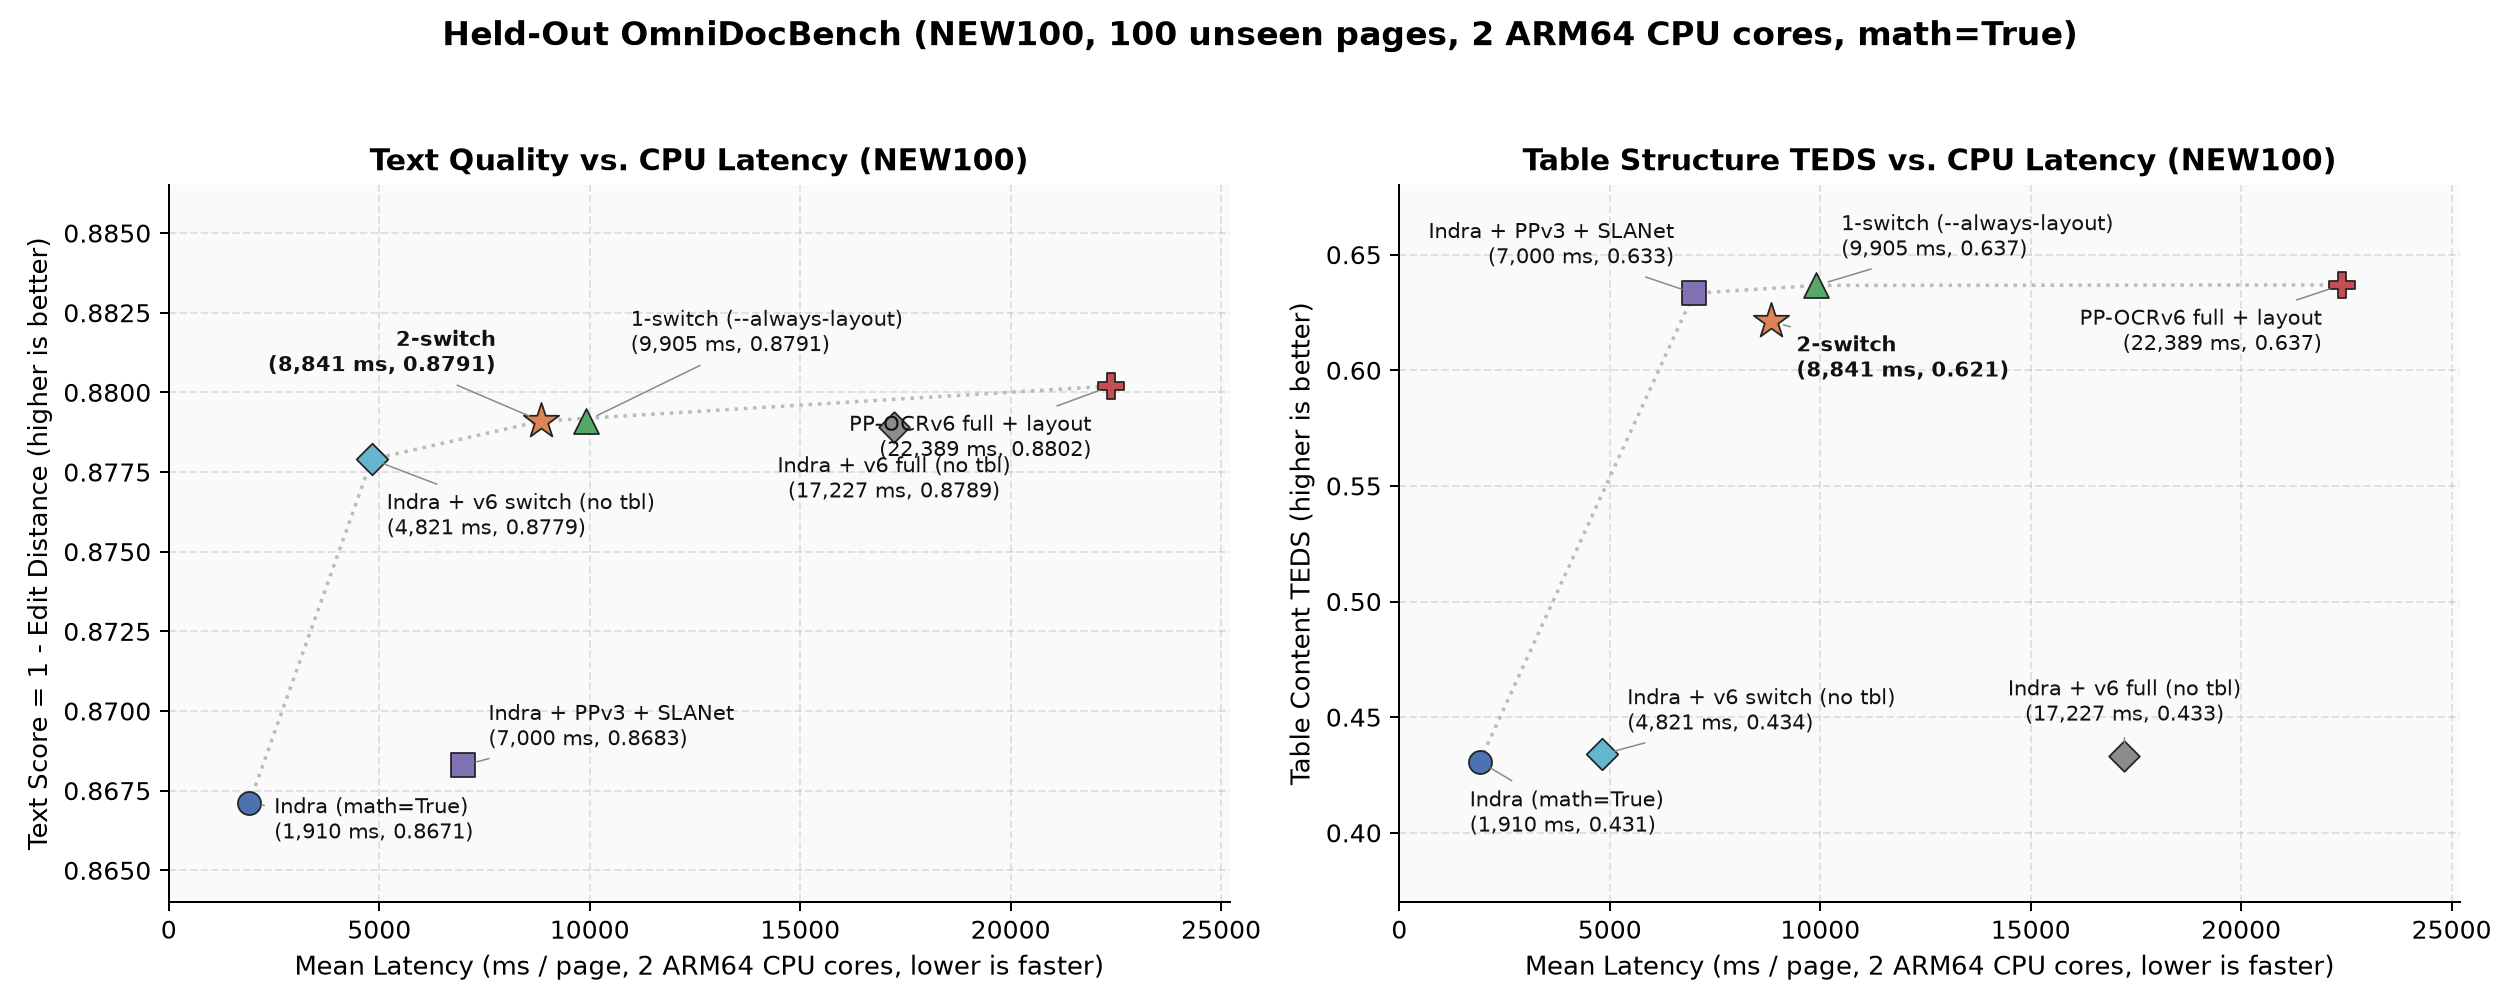 Held-Out OmniDocBench (NEW100, 100 unseen pages, 2 ARM64 CPU cores, math=True)
Text Quality vs. CPU Latency (NEW100)
Text Score = 1 - Edit Distance (higher is better)
0.8850
0.8825
0.8800
0.8775
0.8750
0.8725
0.8700
0.8675
0.8650
1-switch (--always-layout)
(9,905 ms, 0.8791)
2-switch
(8,841 ms, 0.8791)
PP-OCRv6 full + layout
(22,389 ms, 0.8802)
Indra + v6 full (no tbl)
(17,227 ms, 0.8789)
Indra + v6 switch (no tbl)
(4,821 ms, 0.8779)
Indra + PPv3 + SLANet
(7,000 ms, 0.8683)
Indra (math=True)
(1,910 ms, 0.8671)
0
5000
10000
15000
20000
25000
Mean Latency (ms / page, 2 ARM64 CPU cores, lower is faster)
Table Structure TEDS vs. CPU Latency (NEW100)
Table Content TEDS (higher is better)
0.65
0.60
0.55
0.50
0.45
0.40
Indra + PPv3 + SLANet
(7,000 ms, 0.633)
1-switch (--always-layout)
(9,905 ms, 0.637)
PP-OCRv6 full + layout
(22,389 ms, 0.637)
2-switch
(8,841 ms, 0.621)
Indra + v6 switch (no tbl)
(4,821 ms, 0.434)
Indra + v6 full (no tbl)
(17,227 ms, 0.433)
Indra (math=True)
(1,910 ms, 0.431)
0
5000
10000
15000
20000
25000
Mean Latency (ms / page, 2 ARM64 CPU cores, lower is faster)